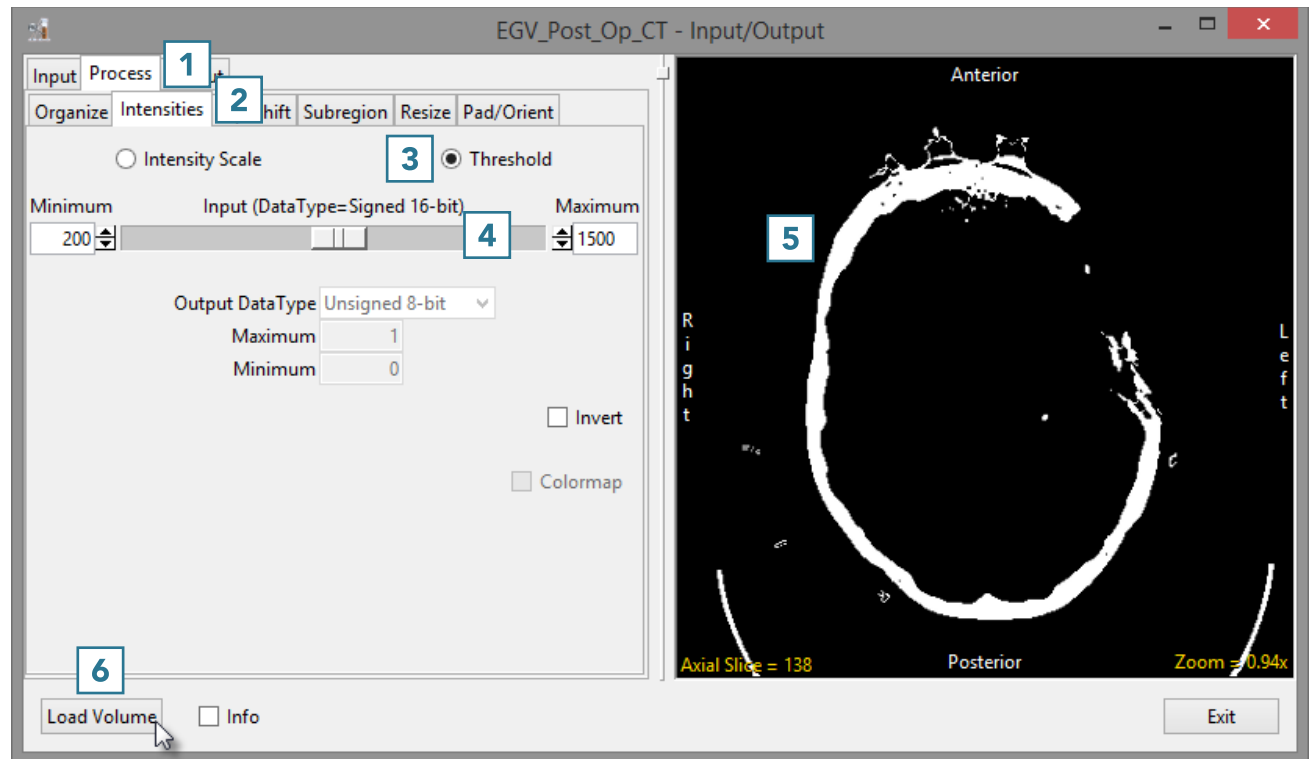 EGV_Post_Op_CT - Input/Output
1
Input Process
2
Organize Intensities hift Subregion Resize Pad/Orient
Intensity Scale 3 Threshold
Minimum Input (DataType=Signed 16-bit) Maximum
200 4 1500
Output DataType Unsigned 8-bit
Maximum 1
Minimum 0
Invert
Colormap
6
Load Volume Info
Anterior
5
Right
Left
Axial Slice = 138 Posterior Zoom = 0.94x
Exit